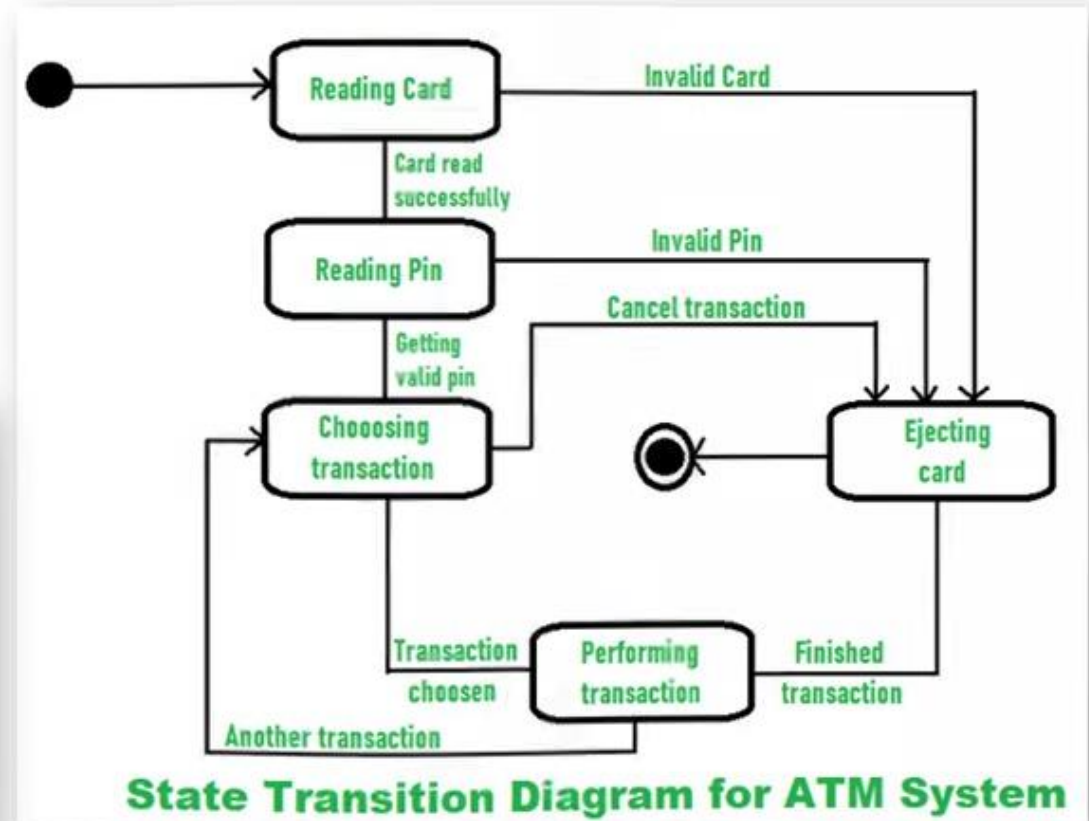 Reading Card
Invalid Card
Card read
successfully
Reading Pin
Invalid Pin
Cancel transaction
Getting
valid pin
Chooosing
transaction
Ejecting
card
Transaction
choosen
Performing
transaction
Finished
transaction
Another transaction
State Transition Diagram for ATM System